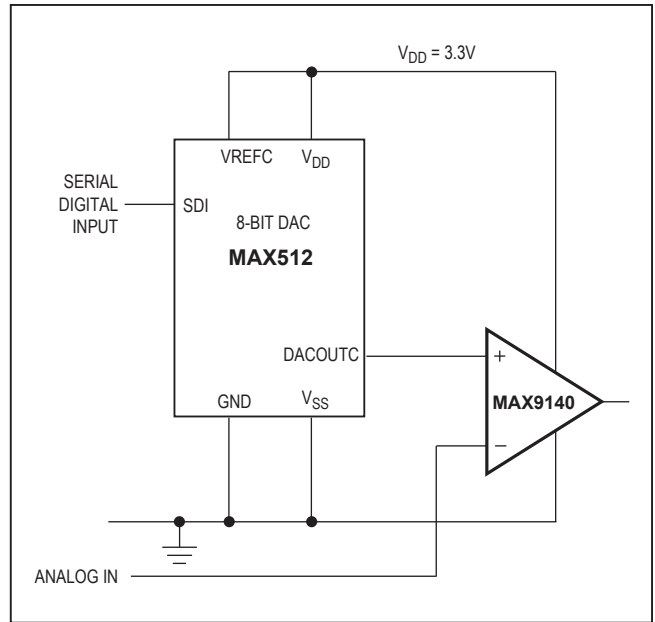 V_DD = 3.3V
VREFC V_DD
SERIAL
DIGITAL
INPUT
SDI
8-BIT DAC
MAX512
DACOUTC
+
MAX9140
−
GND V_SS
ANALOG IN